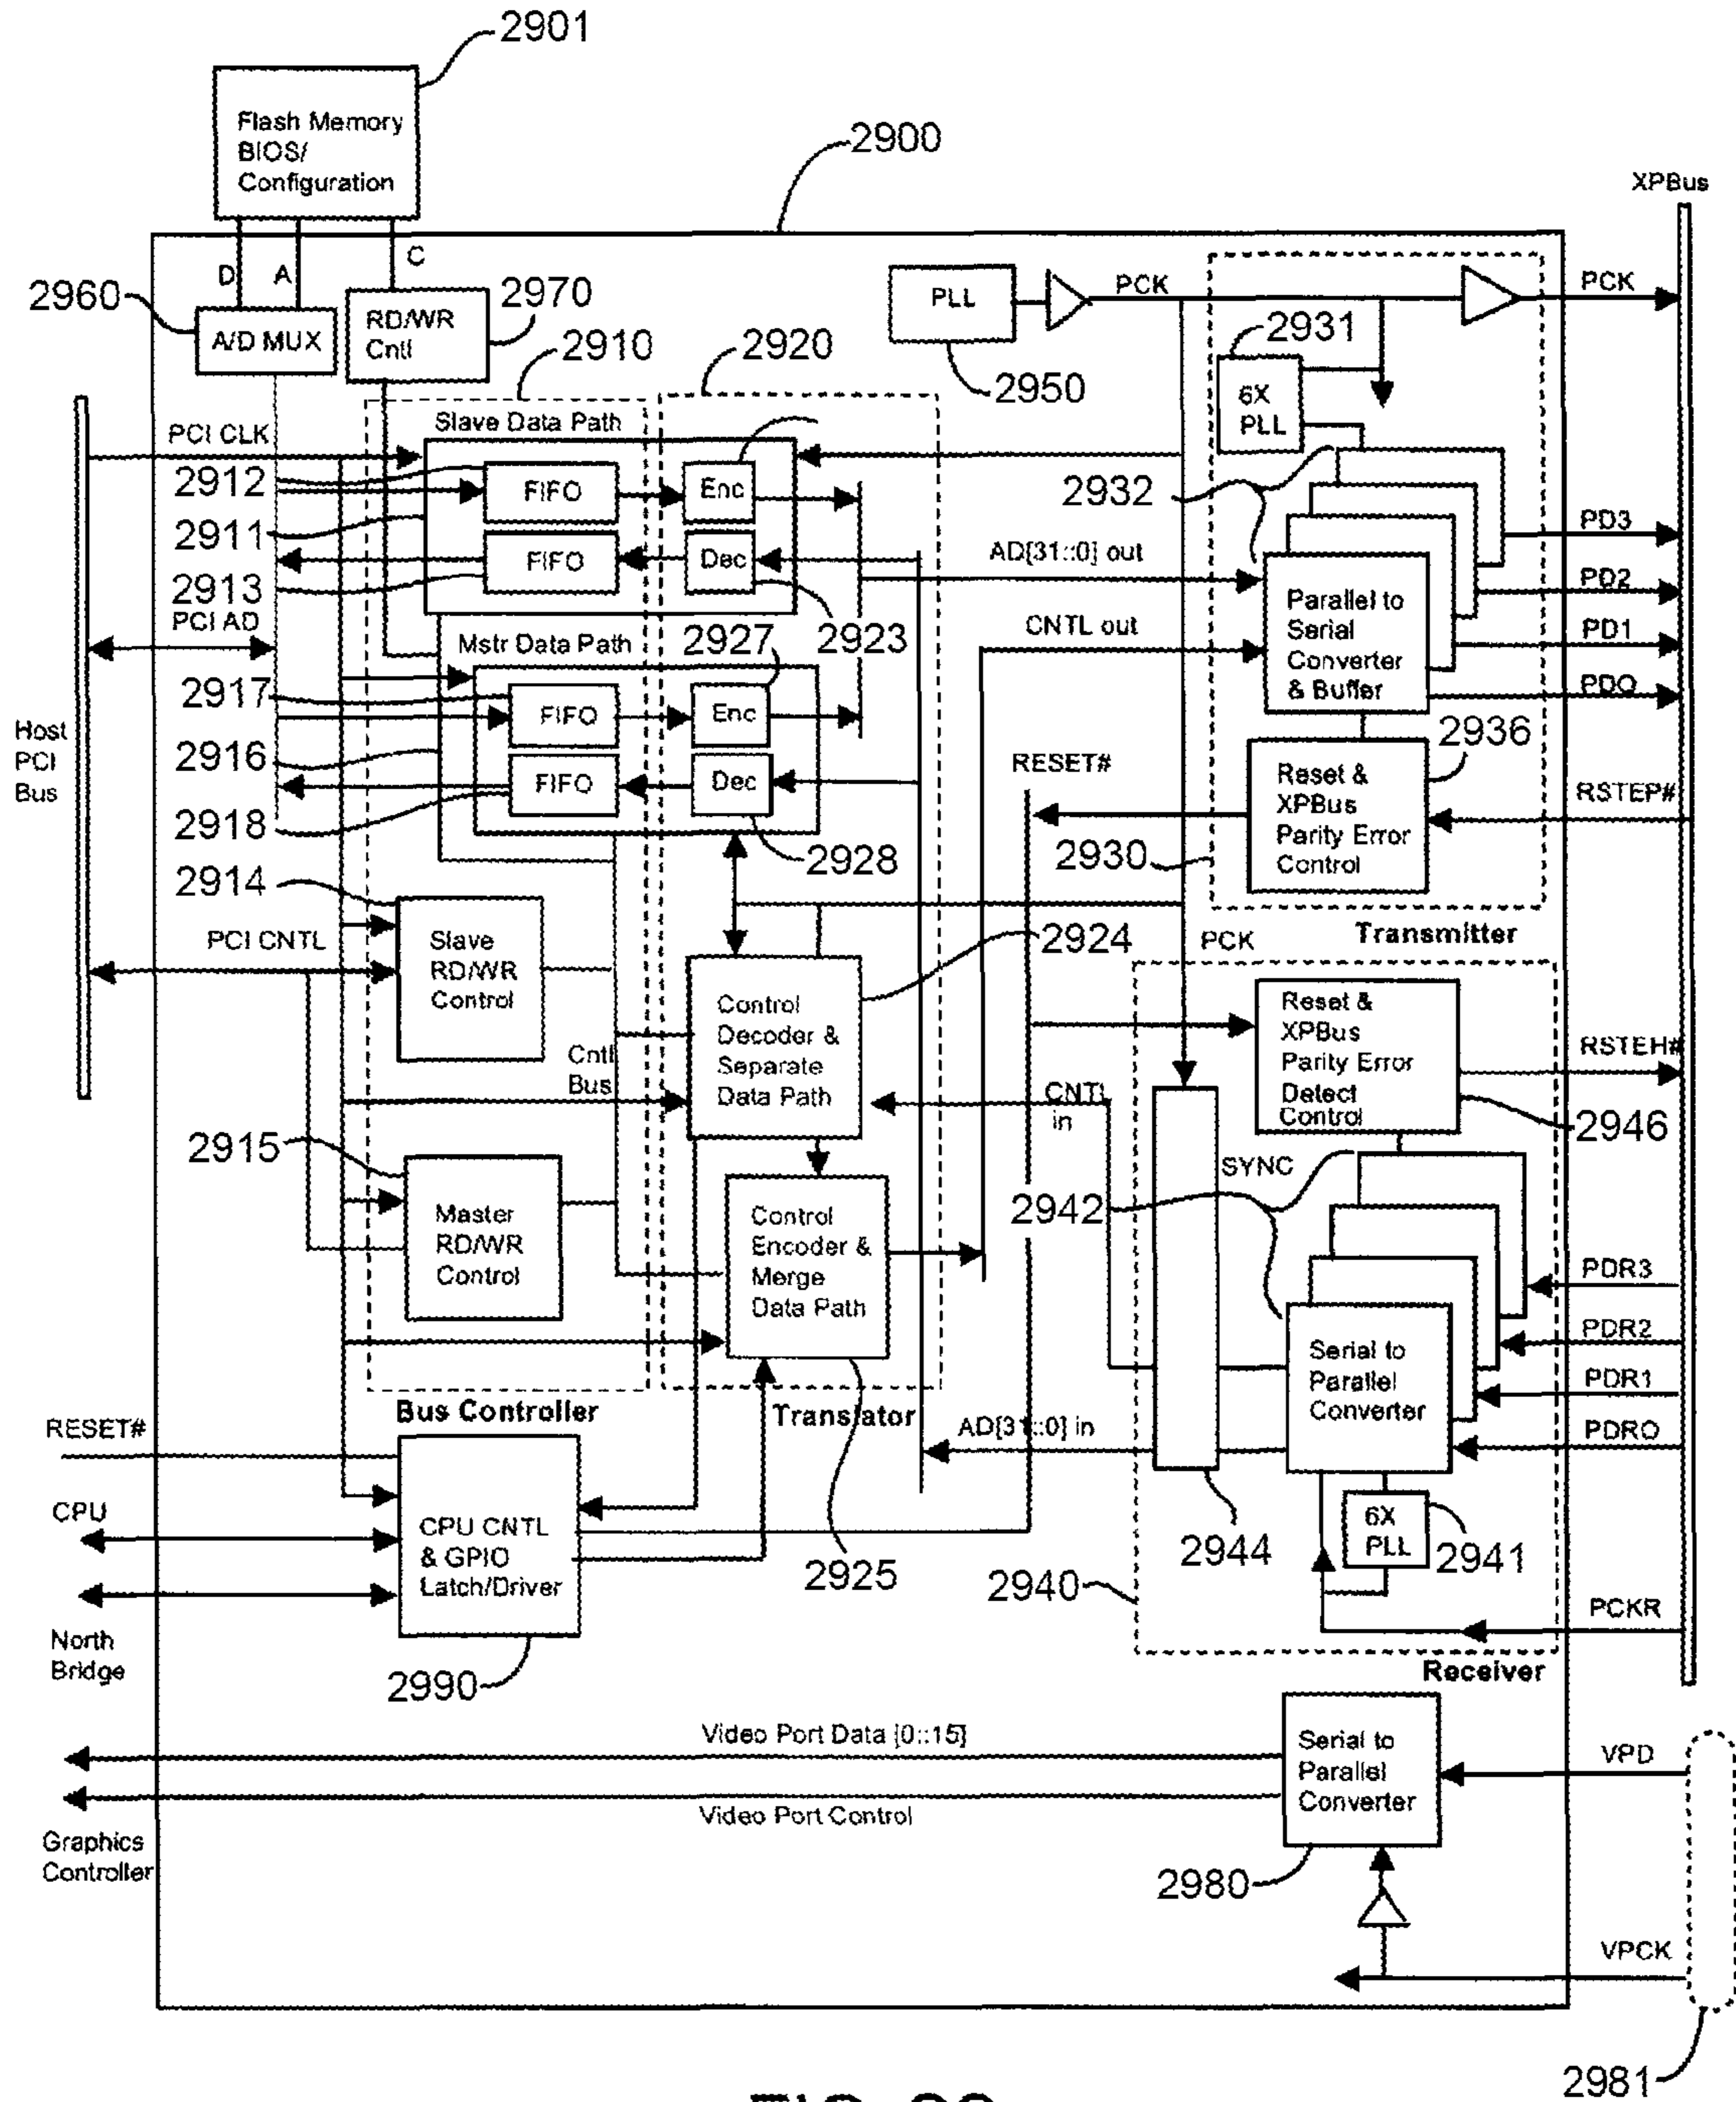 2901
Flash Memory
BIOS/
Configuration
2900
XPBus
D
A
C
2960
A/D MUX
RD/WR
Cntl
2970
2910
2920
PLL
2950
PCK
2931
6X
PLL
PCK
PCI CLK
Slave Data Path
2912
FIFO
Enc
2911
2913
FIFO
Dec
2923
PCI AD
2932
AD[31::0] out
CNTL out
Parallel to
Serial
Converter
& Buffer
PD3
PD2
PD1
PD0
Mstr Data Path
2927
2917
FIFO
Enc
Host
PCI
Bus
2916
2918
FIFO
Dec
2928
RESET#
2936
Reset &
XPBus
Parity Error
Control
RSTEP#
2930
Transmitter
2914
PCI CNTL
Slave
RD/WR
Control
2924
PCK
Control
Decoder &
Separate
Data Path
Cntl
Bus
CNTL
in
Reset &
XPBus
Parity Error
Detect
Control
RSTEH#
2946
2915
Master
RD/WR
Control
Control
Encoder &
Merge
Data Path
SYNC
2942
PDR3
PDR2
PDR1
PDR0
Serial to
Parallel
Converter
Bus Controller
Translator
AD[31::0] in
RESET#
CPU
North
Bridge
CPU CNTL
& GPIO
Latch/Driver
2990
2925
2944
6X
PLL
2941
2940
PCKR
Receiver
Video Port Data [0::15]
Video Port Control
Graphics
Controller
Serial to
Parallel
Converter
VPD
2980
VPCK
2981